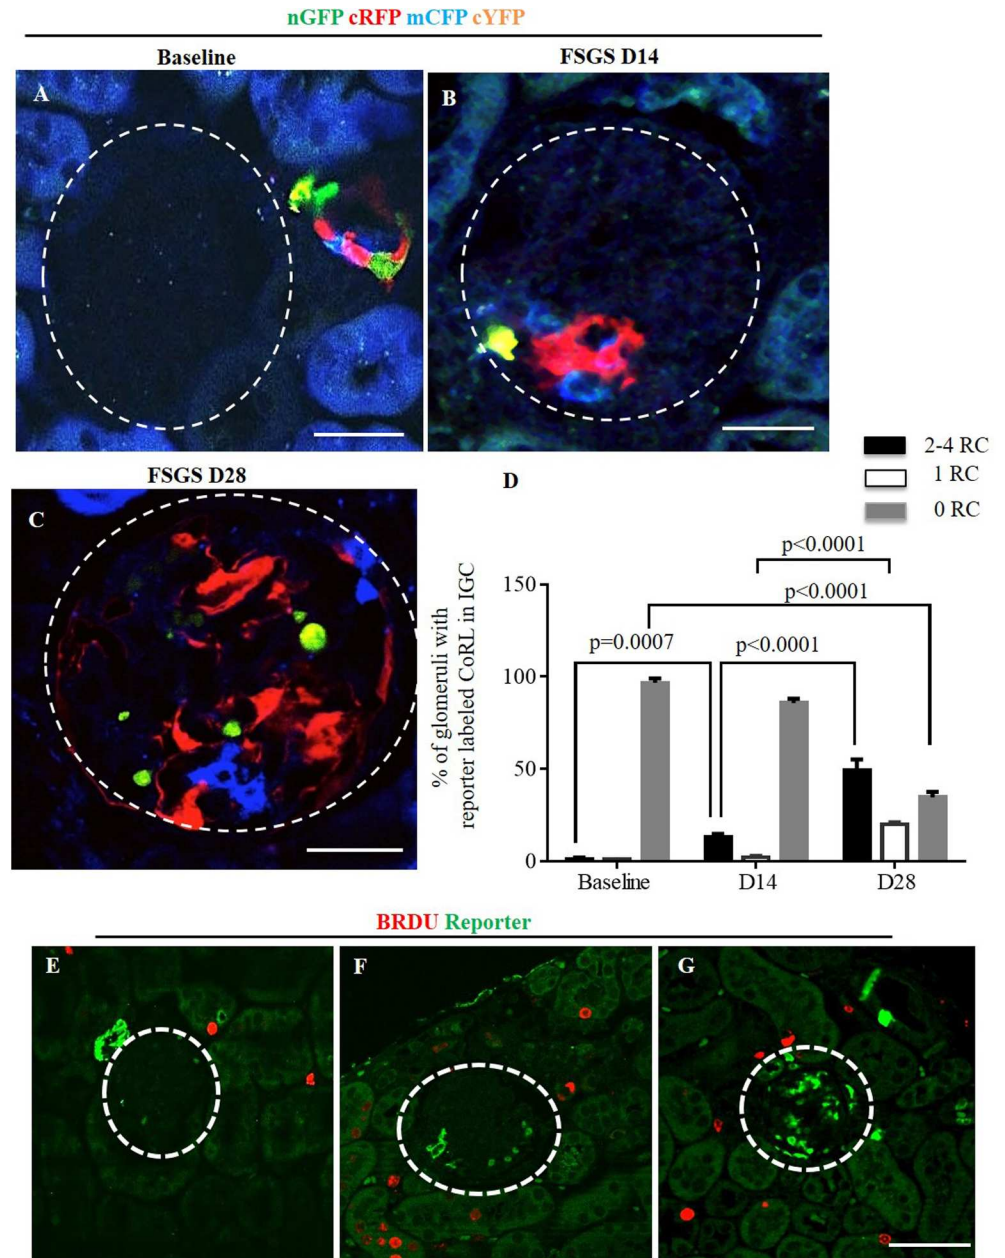 nGFP cRFP mCFP cYFP
Baseline
FSGS D14
A
B
FSGS D28
C
D
2-4 RC
1 RC
0 RC
p<0.0001
p<0.0001
p=0.0007
p<0.0001
% of glomeruli with
reporter labeled CoRL in IGC
150
100
50
0
Baseline
D14
D28
BRDU Reporter
E
F
G